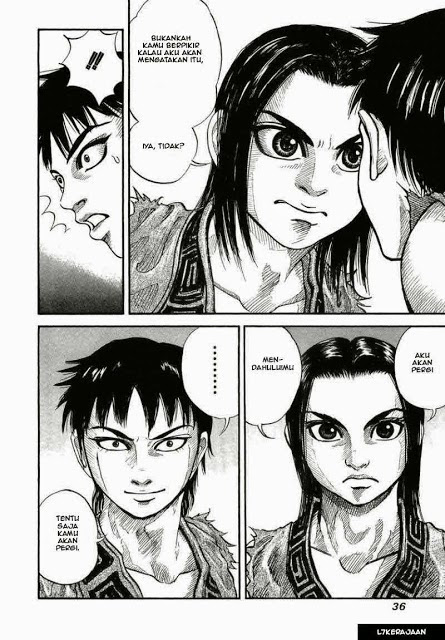 BUKANKAH
KAMU BERPIKIR
KALAU AKU AKAN
MENGATAKAN ITU,
IYA, TIDAK?
!!
AKU
AKAN
PERGI
MEN-
DAHULUIMU
........
TENTU
SAJA
KAMU
AKAN
PERGI.
36
L7KERAJAAN